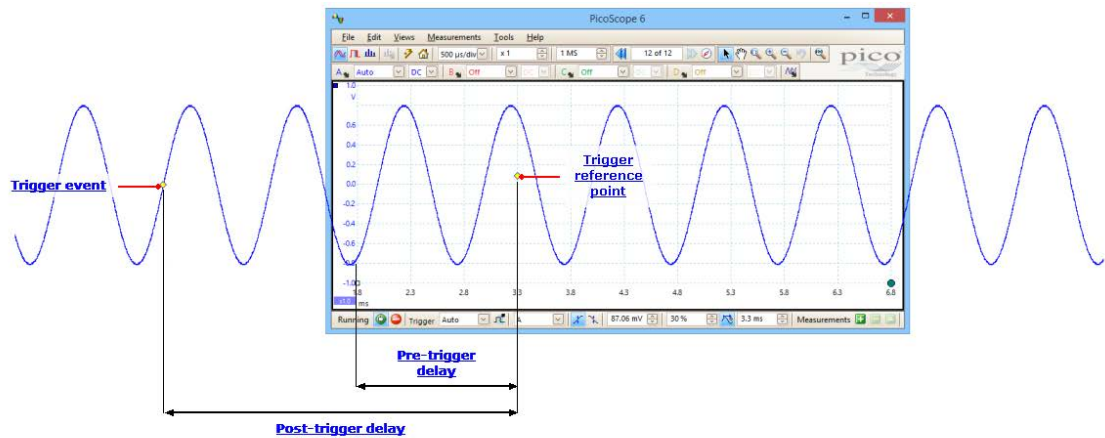 PicoScope 6
File Edit Views Measurements Tools Help
500 µs/div x 1 1 MS 12 of 12
pico
Technology
A Auto DC B Off DC C Off DC D Off
1.0
V
0.6
0.4
0.2
0.0
-0.2
-0.4
-0.6
-0.8
-1.0
Trigger event
Trigger
reference
point
1.8 2.3 2.8 3.3 3.8 4.3 4.8 5.3 5.8 6.3 6.8
x1.0 ms
Running Trigger Auto A 87.06 mV 30 % 3.3 ms Measurements
Pre-trigger
delay
Post-trigger delay